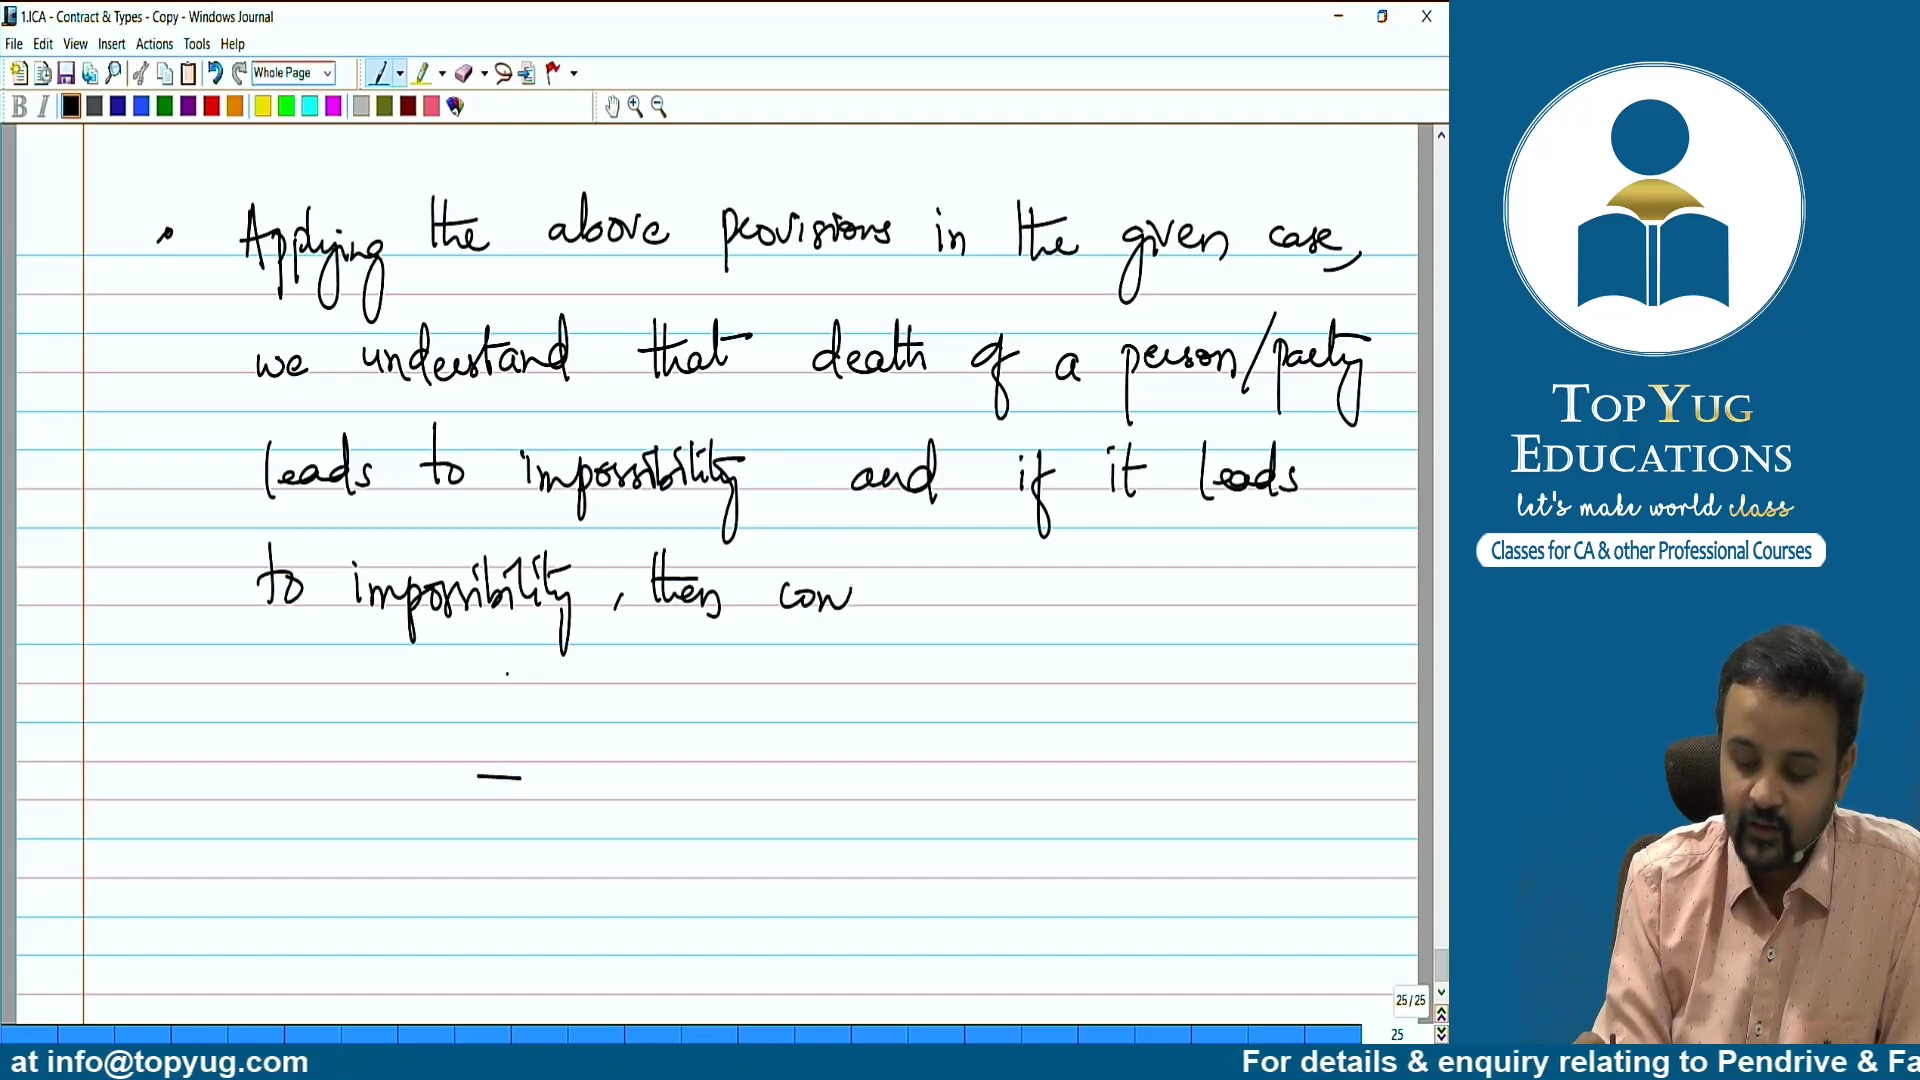 1.ICA - Contract & Types - Copy - Windows Journal
File Edit View Insert Actions Tools Help
Whole Page
B I
Applying the above provisions in the given case,
we understand that death of a person/party
leads to impossibility and if it leads
to impossibility, then con
25 / 25
25
TOPYUG
EDUCATIONS
let's make world class
Classes for CA & other Professional Courses
at info@topyug.com For details & enquiry relating to Pendrive & Fa